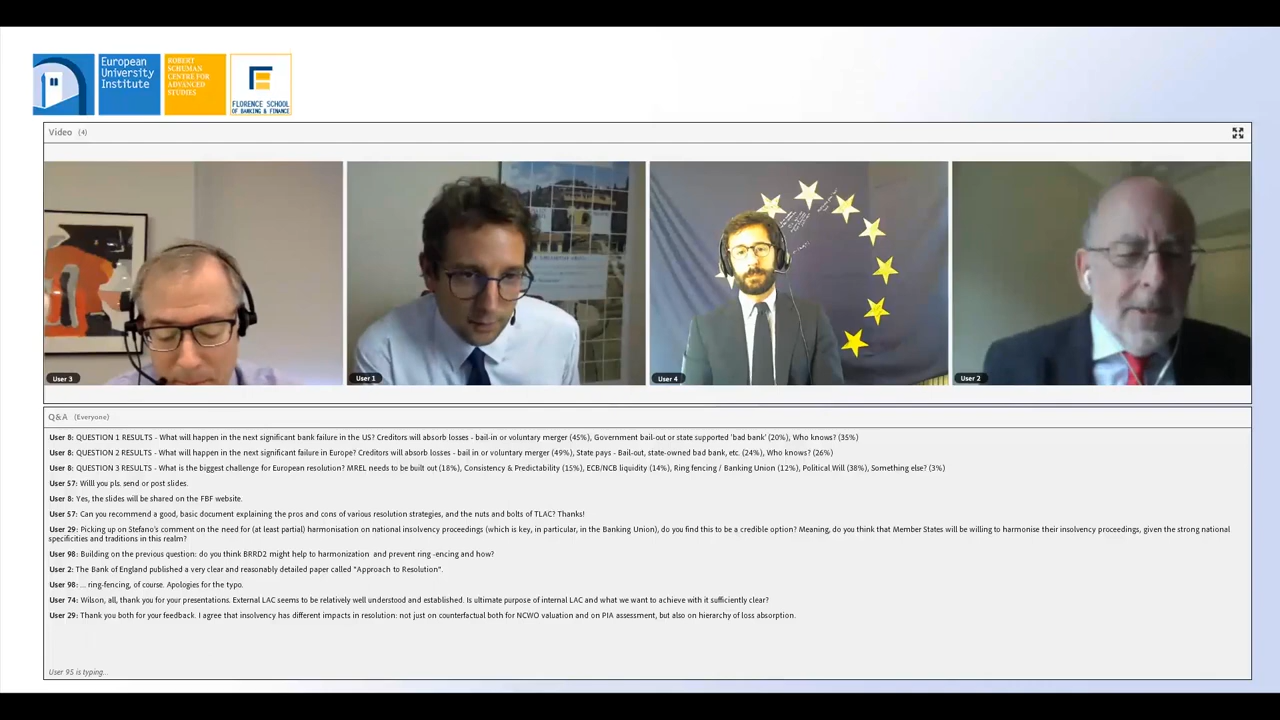 European
University
Institute
ROBERT
SCHUMAN
CENTRE FOR
ADVANCED
STUDIES
FLORENCE SCHOOL
OF BANKING & FINANCE
Video (4)
User 3
User 1
User 4
User 2
Q&A (Everyone)
User 8: QUESTION 1 RESULTS - What will happen in the next significant bank failure in the US? Creditors will absorb losses - bail-in or voluntary merger (45%), Government bail-out or state supported 'bad bank' (20%), Who knows? (35%)
User 8: QUESTION 2 RESULTS - What will happen in the next significant failure in Europe? Creditors will absorb losses - bail in or voluntary merger (49%), State pays - Bail-out, state-owned bad bank, etc. (24%), Who knows? (26%)
User 8: QUESTION 3 RESULTS - What is the biggest challenge for European resolution? MREL needs to be built out (18%), Consistency & Predictability (15%), ECB/NCB liquidity (14%), Ring fencing / Banking Union (12%), Political Will (38%), Something else? (3%)
User 57: Willl you pls. send or post slides.
User 8: Yes, the slides will be shared on the FBF website.
User 57: Can you recommend a good, basic document explaining the pros and cons of various resolution strategies, and the nuts and bolts of TLAC? Thanks!
User 29: Picking up on Stefano's comment on the need for (at least partial) harmonisation on national insolvency proceedings (which is key, in particular, in the Banking Union), do you find this to be a credible option? Meaning, do you think that Member States will be willing to harmonise their insolvency proceedings, given the strong national
specificities and traditions in this realm?
User 98: Building on the previous question: do you think BRRD2 might help to harmonization and prevent ring -encing and how?
User 2: The Bank of England published a very clear and reasonably detailed paper called "Approach to Resolution".
User 98: ... ring-fencing, of course. Apologies for the typo.
User 74: Wilson, all, thank you for your presentations. External LAC seems to be relatively well understood and established. Is ultimate purpose of internal LAC and what we want to achieve with it sufficiently clear?
User 29: Thank you both for your feedback. I agree that insolvency has different impacts in resolution: not just on counterfactual both for NCWO valuation and on PIA assessment, but also on hierarchy of loss absorption.
User 95 is typing...